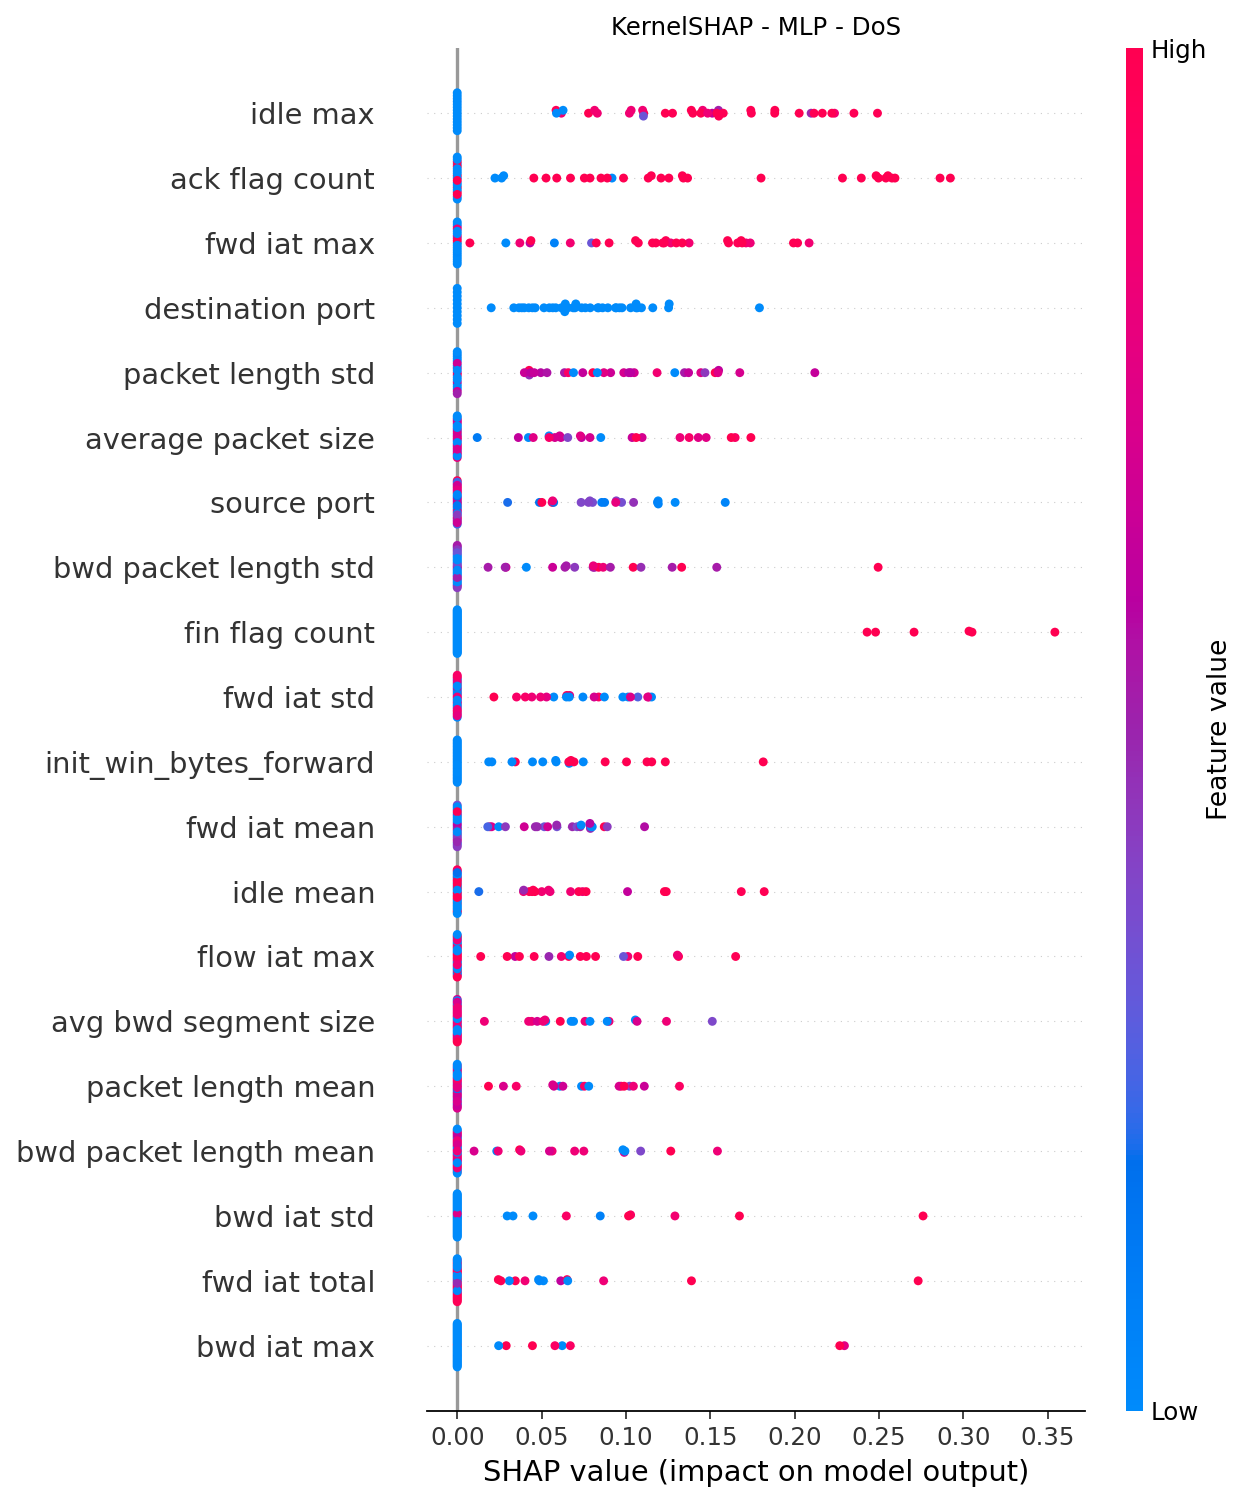 KernelSHAP - MLP - DoS
High
idle max
ack flag count
fwd iat max
destination port
packet length std
average packet size
source port
bwd packet length std
fin flag count
fwd iat std
init_win_bytes_forward
fwd iat mean
idle mean
flow iat max
avg bwd segment size
packet length mean
bwd packet length mean
bwd iat std
fwd iat total
bwd iat max
Feature value
Low
0.00 0.05 0.10 0.15 0.20 0.25 0.30 0.35
SHAP value (impact on model output)